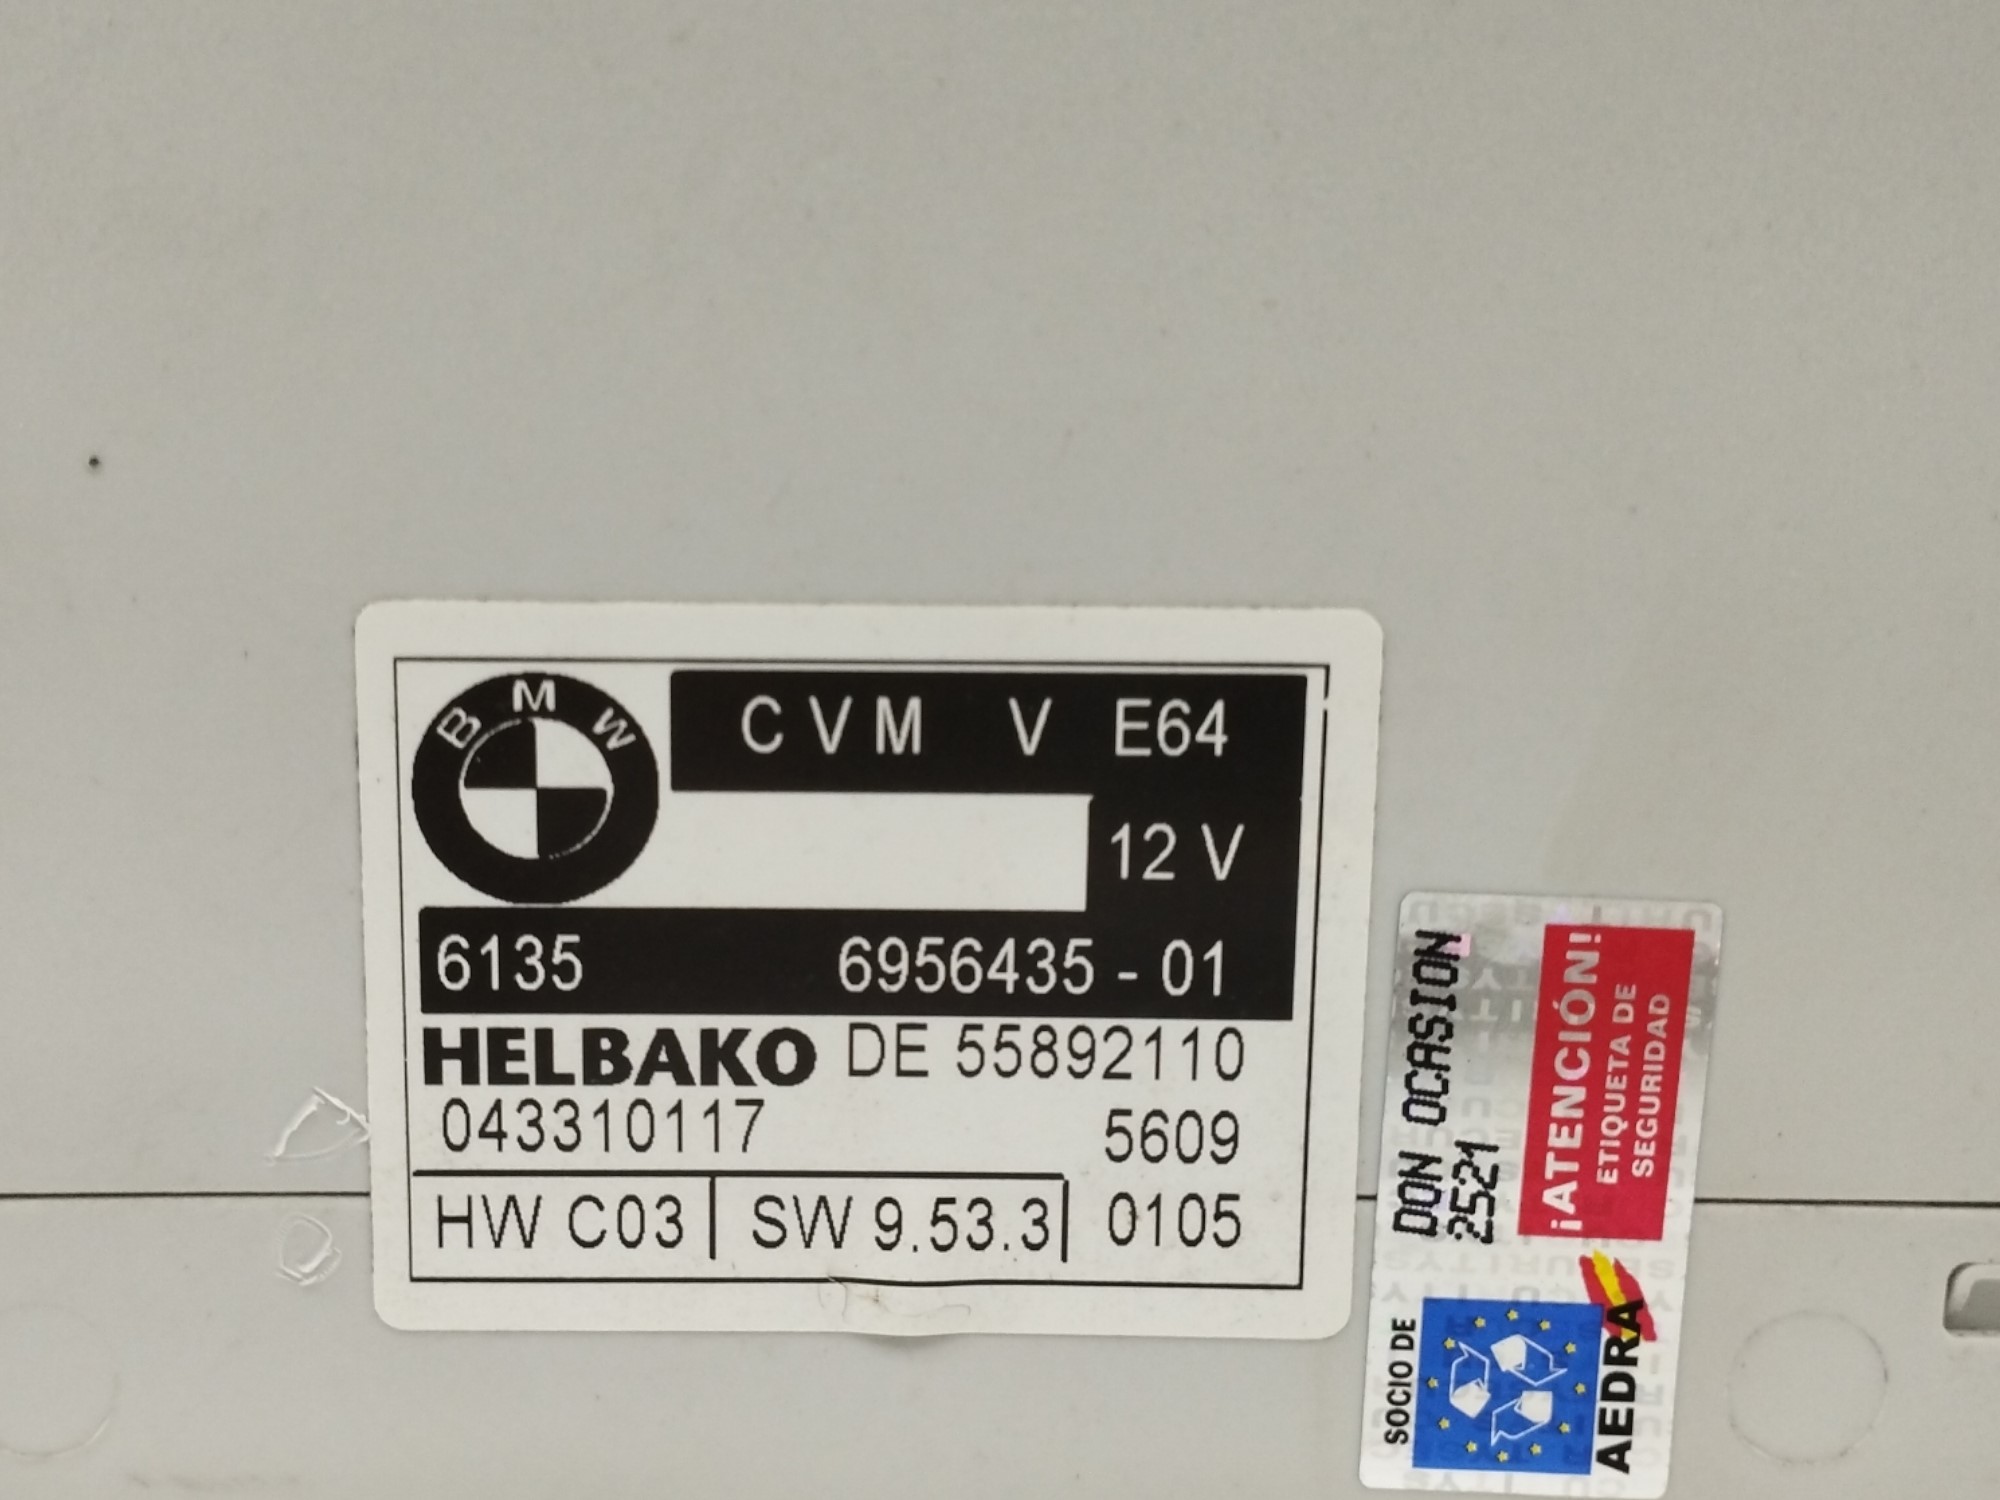 BMW
CVM V E64
12 V
6135 6956435 - 01
HELBAKO DE 55892110
043310117 5609
HW C03 SW 9.53.3 0105
DON OCASION
2521
¡ATENCIÓN!
ETIQUETA DE
SEGURIDAD
SOCIO DE
AEDRA